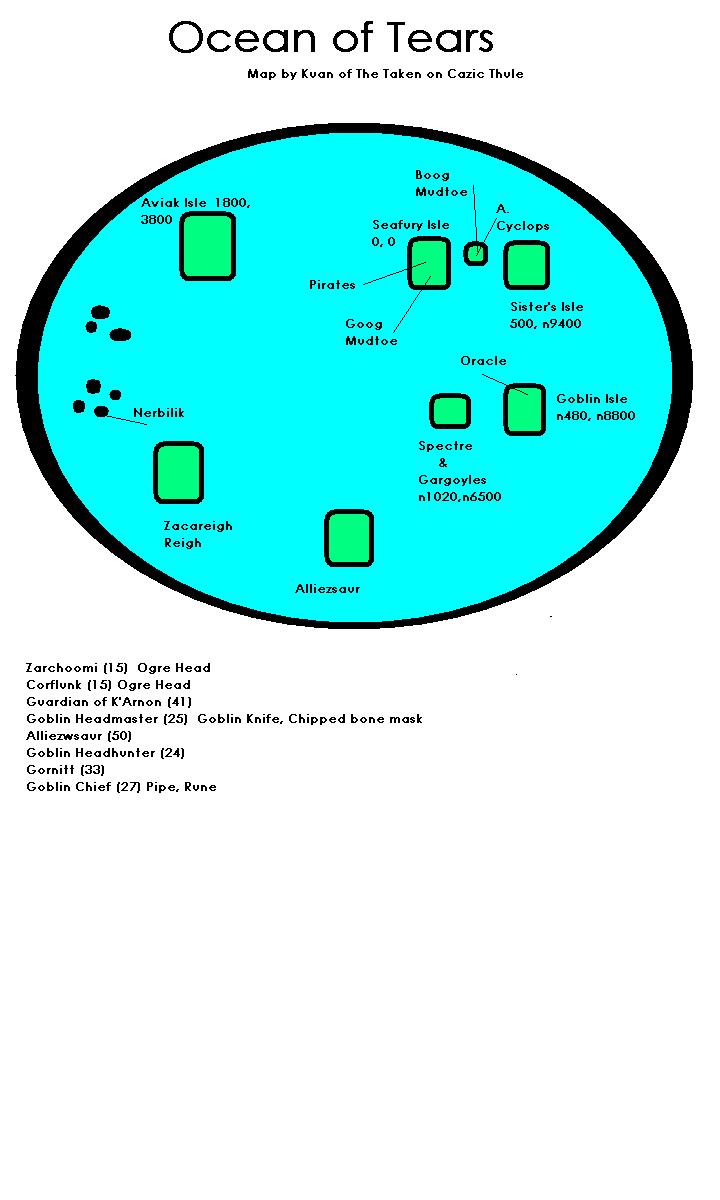 Ocean of Tears
Map by Kuan of The Taken on Cazic Thule
Boog
Mudtoe
Aviak Isle 1800,
3800
A.
Cyclops
Seafury Isle
0, 0
Pirates
Sister's Isle
500, n9400
Goog
Mudtoe
Oracle
Goblin Isle
n480, n8800
Nerbilik
Spectre
&
Gargoyles
n1020,n6500
Zacareigh
Reigh
Alliezsaur
Zarchoomi (15) Ogre Head
Corflunk (15) Ogre Head
Guardian of K'Arnon (41)
Goblin Headmaster (25) Goblin Knife, Chipped bone mask
Alliezwsaur (50)
Goblin Headhunter (24)
Gornitt (33)
Goblin Chief (27) Pipe, Rune